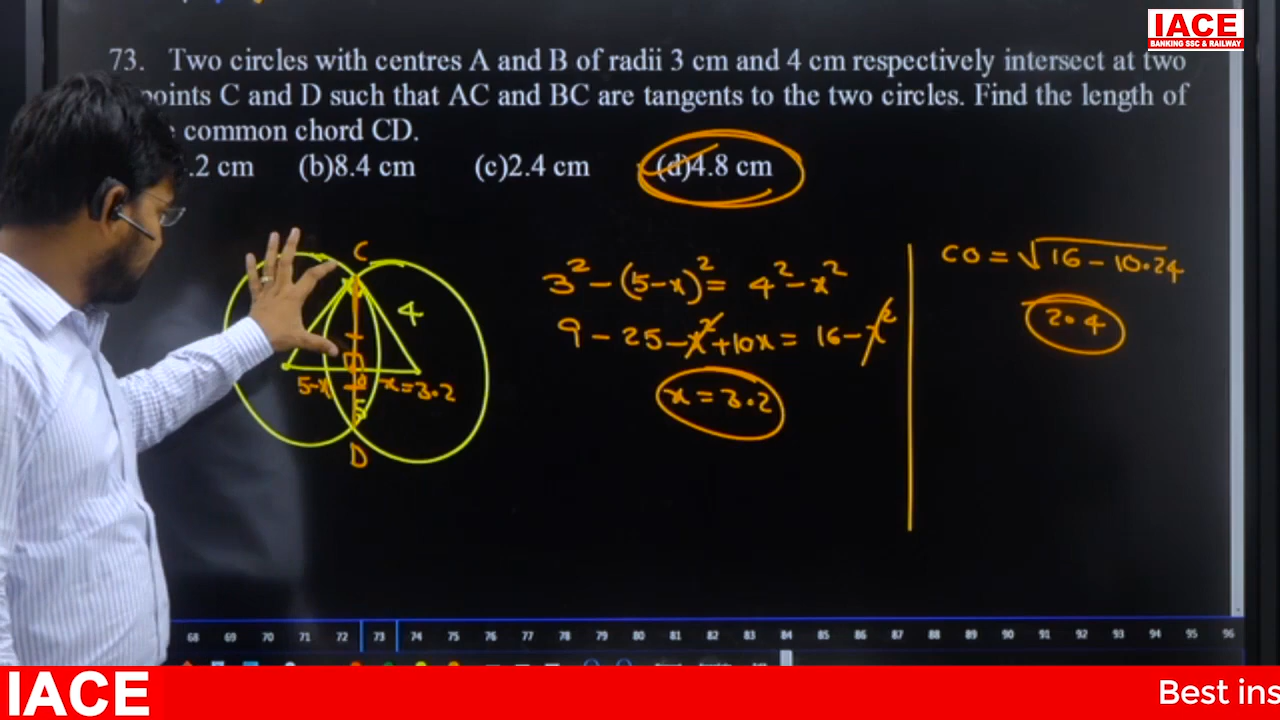 IACE
BANKING SSC & RAILWAY
73. Two circles with centres A and B of radii 3 cm and 4 cm respectively intersect at two
points C and D such that AC and BC are tangents to the two circles. Find the length of
common chord CD.
.2 cm (b)8.4 cm (c)2.4 cm (d)4.8 cm
C
4
5-x x=3.2
5
D
3² - (5-x)² = 4² - x²
9 - 25 - x² + 10x = 16 - x²
x = 3.2
CO = √16 - 10.24
2.4
68 69 70 71 72 73 74 75 76 77 78 79 80 81 82 83 84 85 86 87 88 89 90 91 92 93 94 95 96
IACE
Best ins